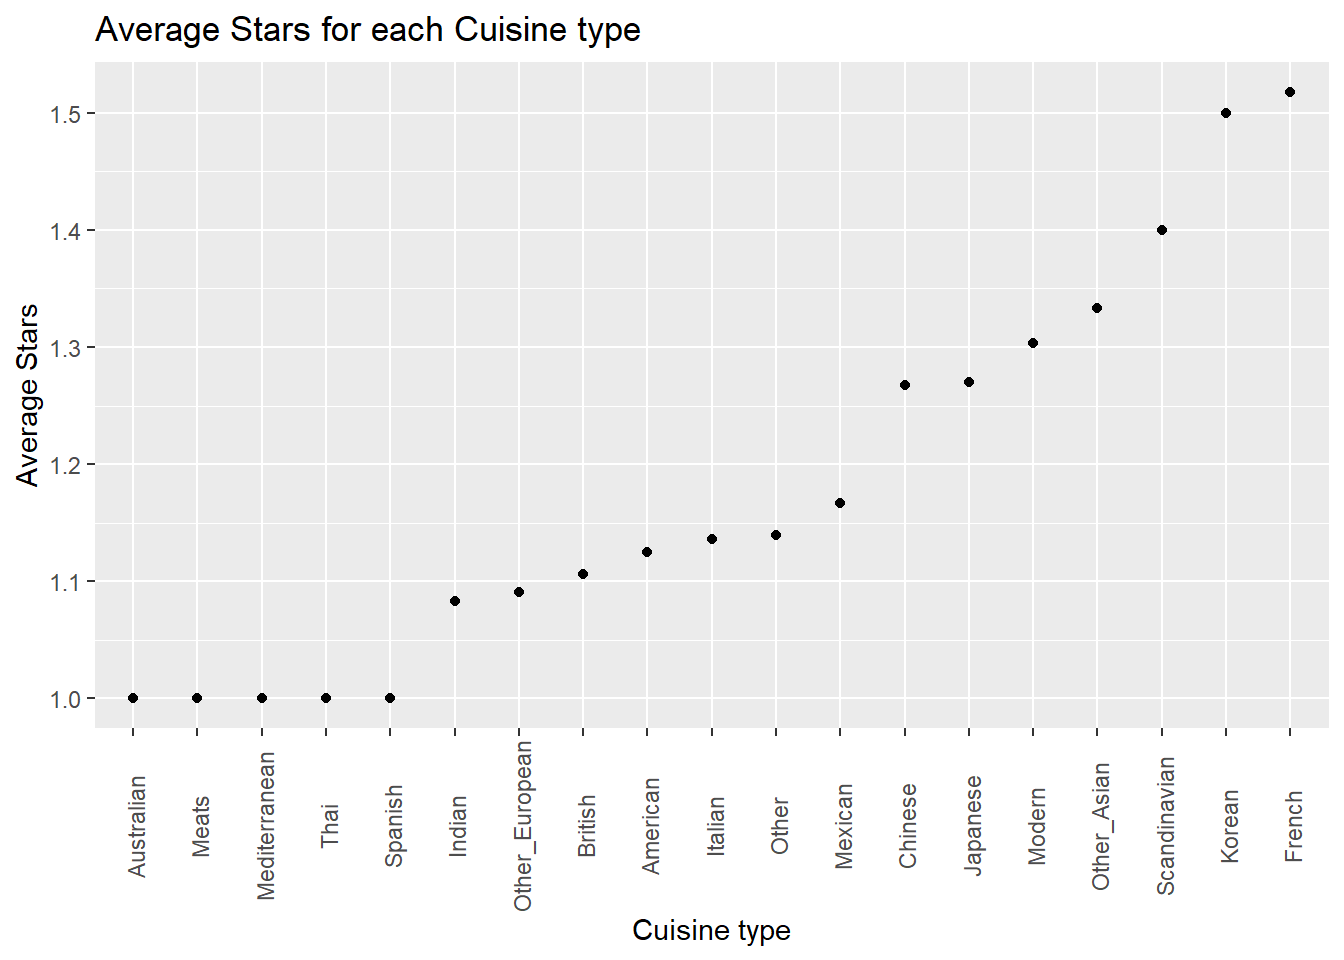 Average Stars for each Cuisine type
Average Stars
1.5
1.4
1.3
1.2
1.1
1.0
Australian
Meats
Mediterranean
Thai
Spanish
Indian
Other_European
British
American
Italian
Other
Mexican
Chinese
Japanese
Modern
Other_Asian
Scandinavian
Korean
French
Cuisine type